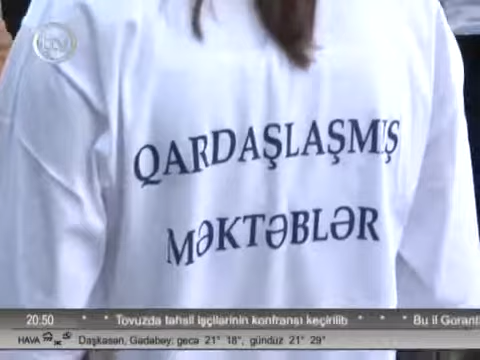 QARDAŞLAŞMIŞ
MƏKTƏBLƏR
20:50 * * Tovuzda təhsil işçilərinin konfransı keçirilib * * * Bu il Gorant
HAVA Daşkəsən, Gədəbəy: gecə 21° 18°, gündüz 21° 29°